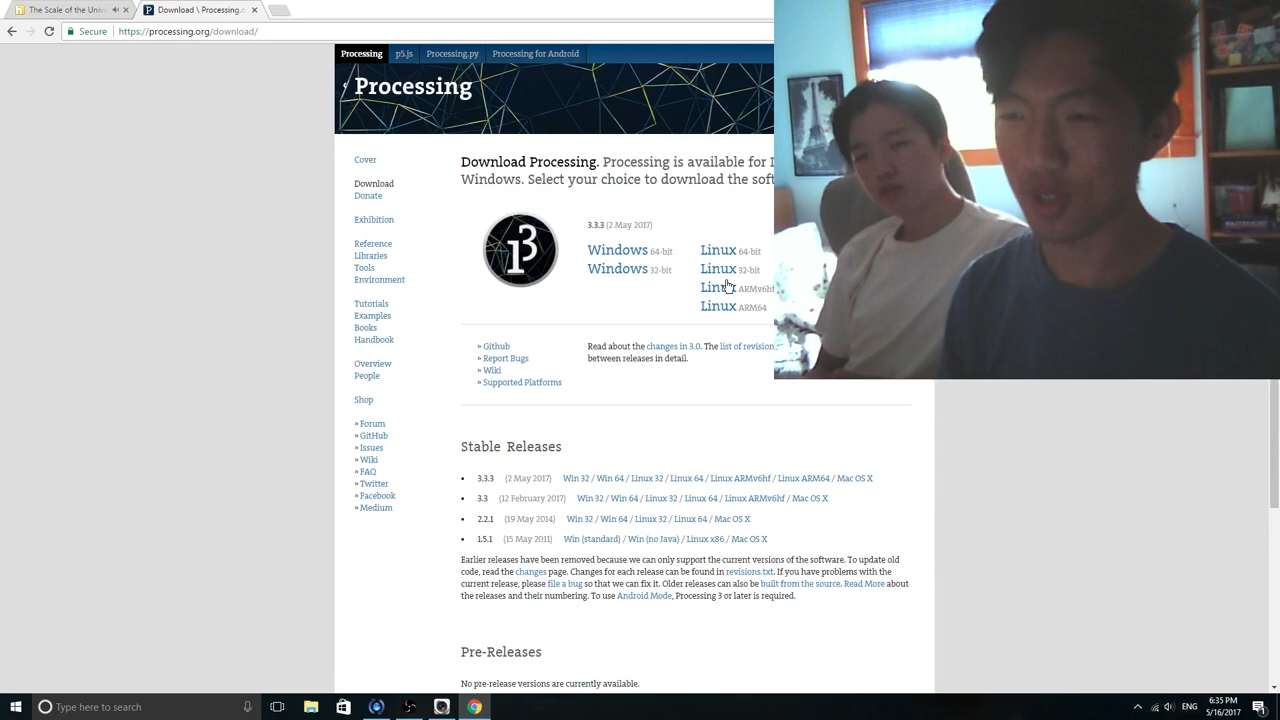 The Scale of the Univ
Download \ Processing.o
Secure
https://processing.org/download/
Processing
p5.js
Processing.py
Processing for Android
Processing
Cover
Download
Donate
Exhibition
Reference
Libraries
Tools
Environment
Tutorials
Examples
Books
Handbook
Overview
People
Shop
» Forum
» GitHub
» Issues
» Wiki
» FAQ
» Twitter
» Facebook
» Medium
Download Processing. Processing is available for
Windows. Select your choice to download the soft
3.3.3 (2 May 2017)
Windows 64-bit
Linux 64-bit
Windows 32-bit
Linux 32-bit
Linux ARMv6hf
Linux ARM64
» Github
» Report Bugs
» Wiki
» Supported Platforms
Read about the changes in 3.0. The list of revisions
between releases in detail.
Stable Releases
3.3.3 (2 May 2017) Win 32 / Win 64 / Linux 32 / Linux 64 / Linux ARMv6hf / Linux ARM64 / Mac OS X
3.3 (12 February 2017) Win 32 / Win 64 / Linux 32 / Linux 64 / Linux ARMv6hf / Mac OS X
2.2.1 (19 May 2014) Win 32 / Win 64 / Linux 32 / Linux 64 / Mac OS X
1.5.1 (15 May 2011) Win (standard) / Win (no Java) / Linux x86 / Mac OS X
Earlier releases have been removed because we can only support the current versions of the software. To update old
code, read the changes page. Changes for each release can be found in revisions.txt. If you have problems with the
current release, please file a bug so that we can fix it. Older releases can also be built from the source. Read More about
the releases and their numbering. To use Android Mode, Processing 3 or later is required.
Pre-Releases
No pre-release versions are currently available.
Type here to search
6:35 PM
5/16/2017